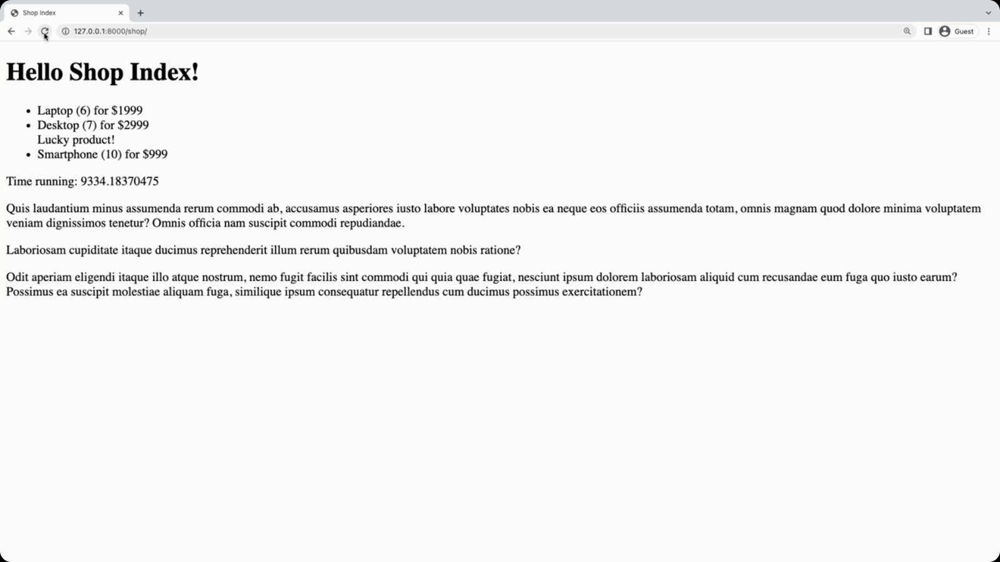 Shop Index
127.0.0.1:8000/shop/
Guest
Hello Shop Index!
Laptop (6) for $1999
Desktop (7) for $2999
Lucky product!
Smartphone (10) for $999
Time running: 9334.18370475
Quis laudantium minus assumenda rerum commodi ab, accusamus asperiores iusto labore voluptates nobis ea neque eos officiis assumenda totam, omnis magnam quod dolore minima voluptatem
veniam dignissimos tenetur? Omnis officia nam suscipit commodi repudiandae.
Laboriosam cupiditate itaque ducimus reprehenderit illum rerum quibusdam voluptatem nobis ratione?
Odit aperiam eligendi itaque illo atque nostrum, nemo fugit facilis sint commodi qui quia quae fugiat, nesciunt ipsum dolorem laboriosam aliquid cum recusandae eum fuga quo iusto earum?
Possimus ea suscipit molestiae aliquam fuga, similique ipsum consequatur repellendus cum ducimus possimus exercitationem?